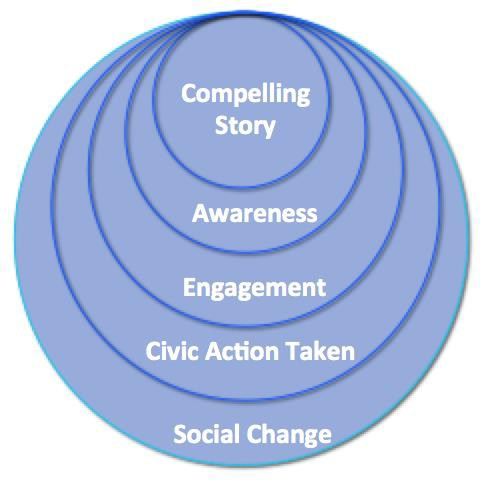 Compelling
Story
Awareness
Engagement
Civic Action Taken
Social Change